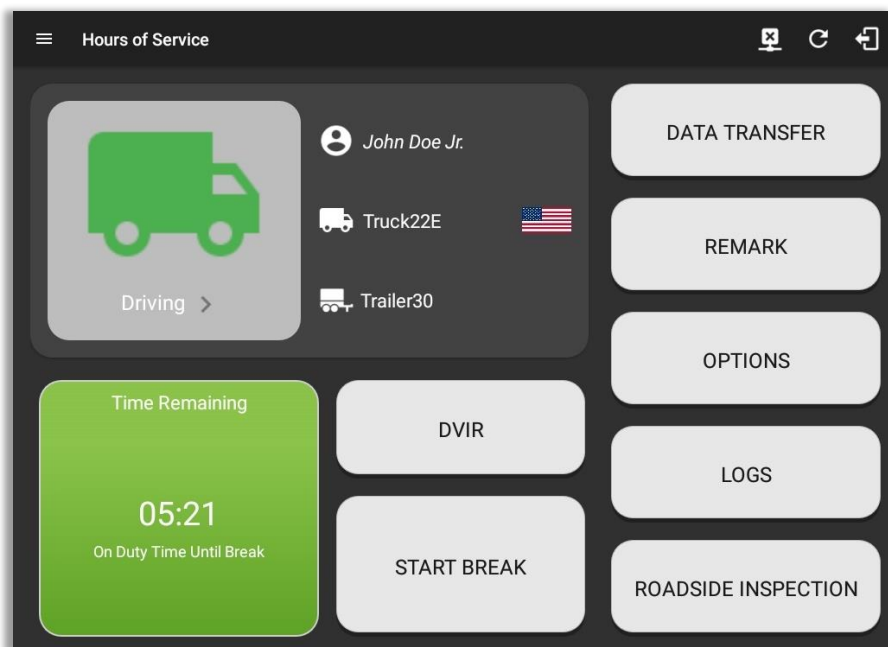 Hours of Service
John Doe Jr.
Truck22E
Trailer30
Driving
Time Remaining
05:21
On Duty Time Until Break
DVIR
START BREAK
DATA TRANSFER
REMARK
OPTIONS
LOGS
ROADSIDE INSPECTION